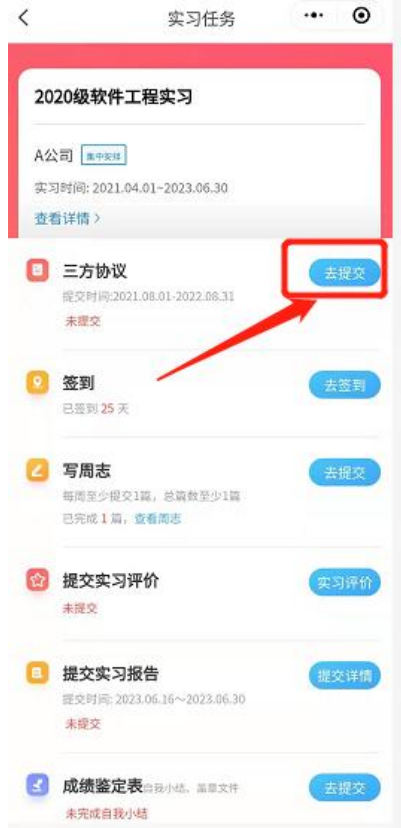 实习任务
2020级软件工程实习
A公司 集中安排
实习时间: 2021.04.01~2023.06.30
查看详情 >
三方协议
去提交
提交时间:2021.08.01-2022.08.31
未提交
签到
去签到
已签到 25 天
写周志
去提交
每周至少提交1篇，总篇数至少1篇
已完成 1 篇，查看周志
提交实习评价
实习评价
未提交
提交实习报告
提交详情
提交时间: 2023.06.16～2023.06.30
未提交
成绩鉴定表自我小结、盖章文件
去提交
未完成自我小结